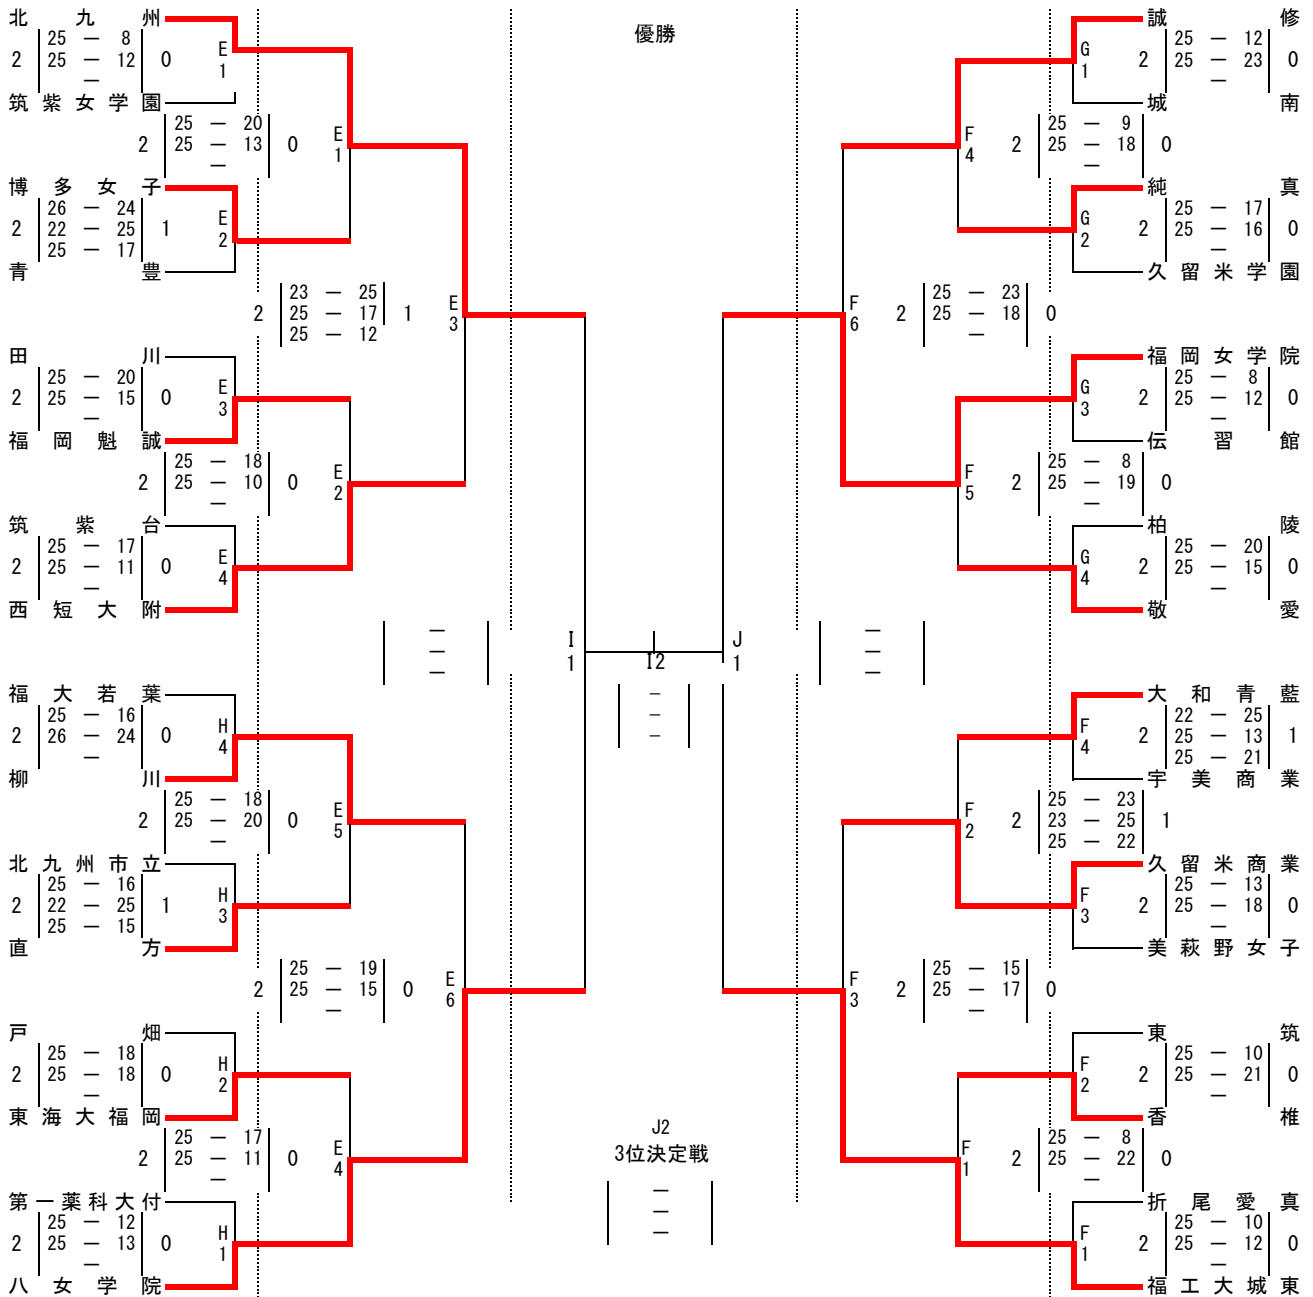 優勝
北九州
25 — 8
2 25 — 12 0
—
E1
筑紫女学園
25 — 20
2 25 — 13 0
—
E1
博多女子
26 — 24
2 22 — 25 1
25 — 17
E2
青豊
23 — 25
2 25 — 17 1
25 — 12
E3
田川
25 — 20
2 25 — 15 0
—
E3
福岡魁誠
25 — 18
2 25 — 10 0
—
E2
筑紫台
25 — 17
2 25 — 11 0
—
E4
西短大附
—
—
—
I1
福大若葉
25 — 16
2 26 — 24 0
—
H4
柳川
25 — 18
2 25 — 20 0
—
E5
北九州市立
25 — 16
2 22 — 25 1
25 — 15
H3
直方
25 — 19
2 25 — 15 0
—
E6
戸畑
25 — 18
2 25 — 18 0
—
H2
東海大福岡
25 — 17
2 25 — 11 0
—
E4
第一薬科大付
25 — 12
2 25 — 13 0
—
H1
八女学院
I2
—
—
—
J2
3位決定戦
—
—
—
誠修
G1
25 — 12
2 25 — 23 0
—
城南
F4
25 — 9
2 25 — 18 0
—
純真
G2
25 — 17
2 25 — 16 0
—
久留米学園
F6
25 — 23
2 25 — 18 0
—
福岡女学院
G3
25 — 8
2 25 — 12 0
—
伝習館
F5
25 — 8
2 25 — 19 0
—
柏陵
G4
25 — 20
2 25 — 15 0
—
敬愛
J1
—
—
—
大和青藍
F4
22 — 25
2 25 — 13 1
25 — 21
宇美商業
F2
25 — 23
2 23 — 25 1
25 — 22
久留米商業
F3
25 — 13
2 25 — 18 0
—
美萩野女子
F3
25 — 15
2 25 — 17 0
—
東筑
F2
25 — 10
2 25 — 21 0
—
香椎
F1
25 — 8
2 25 — 22 0
—
折尾愛真
F1
25 — 10
2 25 — 12 0
—
福工大城東